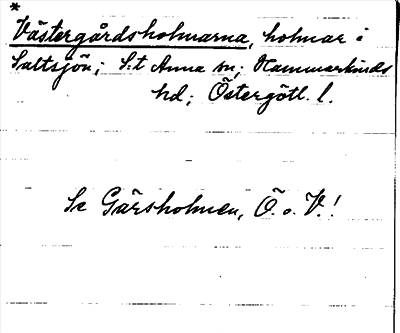 *
Västergårdsholmarna, holmar i
Saltsjön; S:t Anna sn; Hammarkinds
hd; Östergötl. l.
Se Gårsholmen, Ö. o. V.!